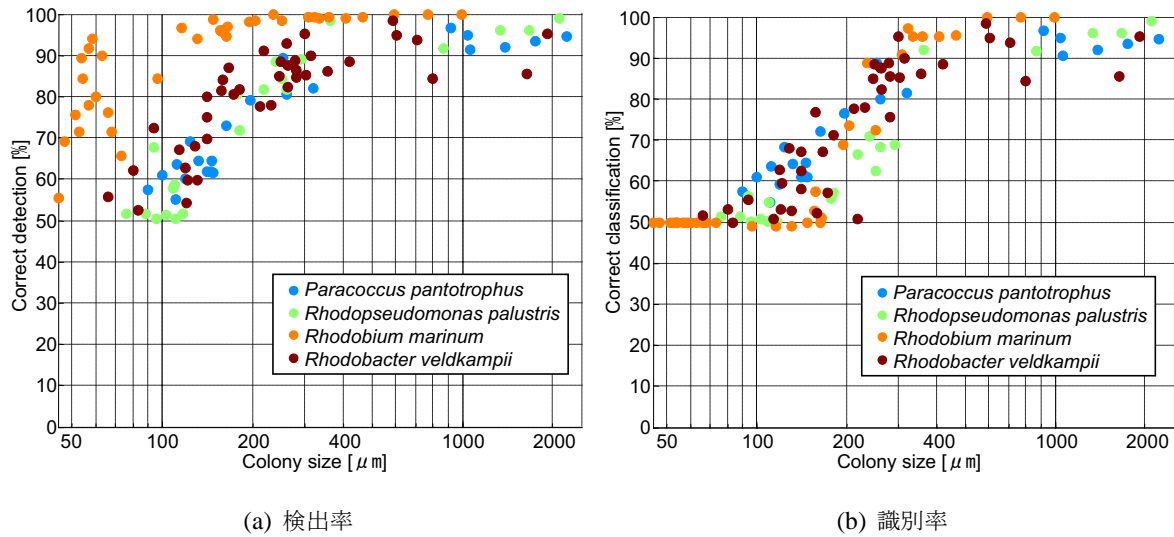 Correct detection [%]
100
90
80
70
60
50
40
30
20
10
0
Paracoccus pantotrophus
Rhodopseudomonas palustris
Rhodobium marinum
Rhodobacter veldkampii
50 100 200 400 1000 2000
Colony size [μm]
(a) 検出率
Correct classification [%]
100
90
80
70
60
50
40
30
20
10
0
Paracoccus pantotrophus
Rhodopseudomonas palustris
Rhodobium marinum
Rhodobacter veldkampii
50 100 200 400 1000 2000
Colony size [μm]
(b) 識別率